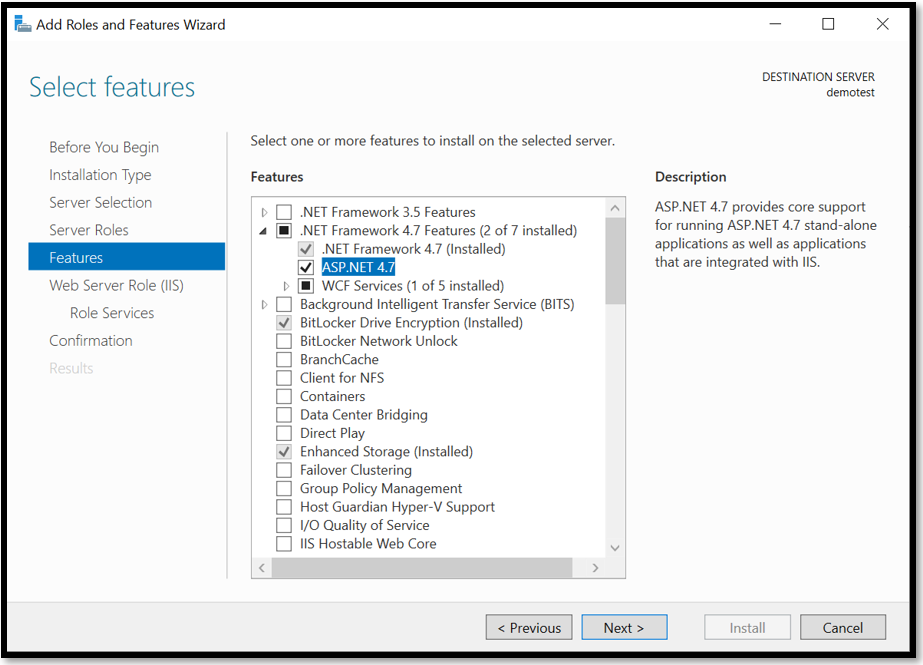 Add Roles and Features Wizard
Select features
DESTINATION SERVER
demotest
Before You Begin
Installation Type
Server Selection
Server Roles
Features
Web Server Role (IIS)
Role Services
Confirmation
Results
Select one or more features to install on the selected server.
Features
.NET Framework 3.5 Features
.NET Framework 4.7 Features (2 of 7 installed)
.NET Framework 4.7 (Installed)
ASP.NET 4.7
WCF Services (1 of 5 installed)
Background Intelligent Transfer Service (BITS)
BitLocker Drive Encryption (Installed)
BitLocker Network Unlock
BranchCache
Client for NFS
Containers
Data Center Bridging
Direct Play
Enhanced Storage (Installed)
Failover Clustering
Group Policy Management
Host Guardian Hyper-V Support
I/O Quality of Service
IIS Hostable Web Core
Description
ASP.NET 4.7 provides core support
for running ASP.NET 4.7 stand-alone
applications as well as applications
that are integrated with IIS.
< Previous
Next >
Install
Cancel